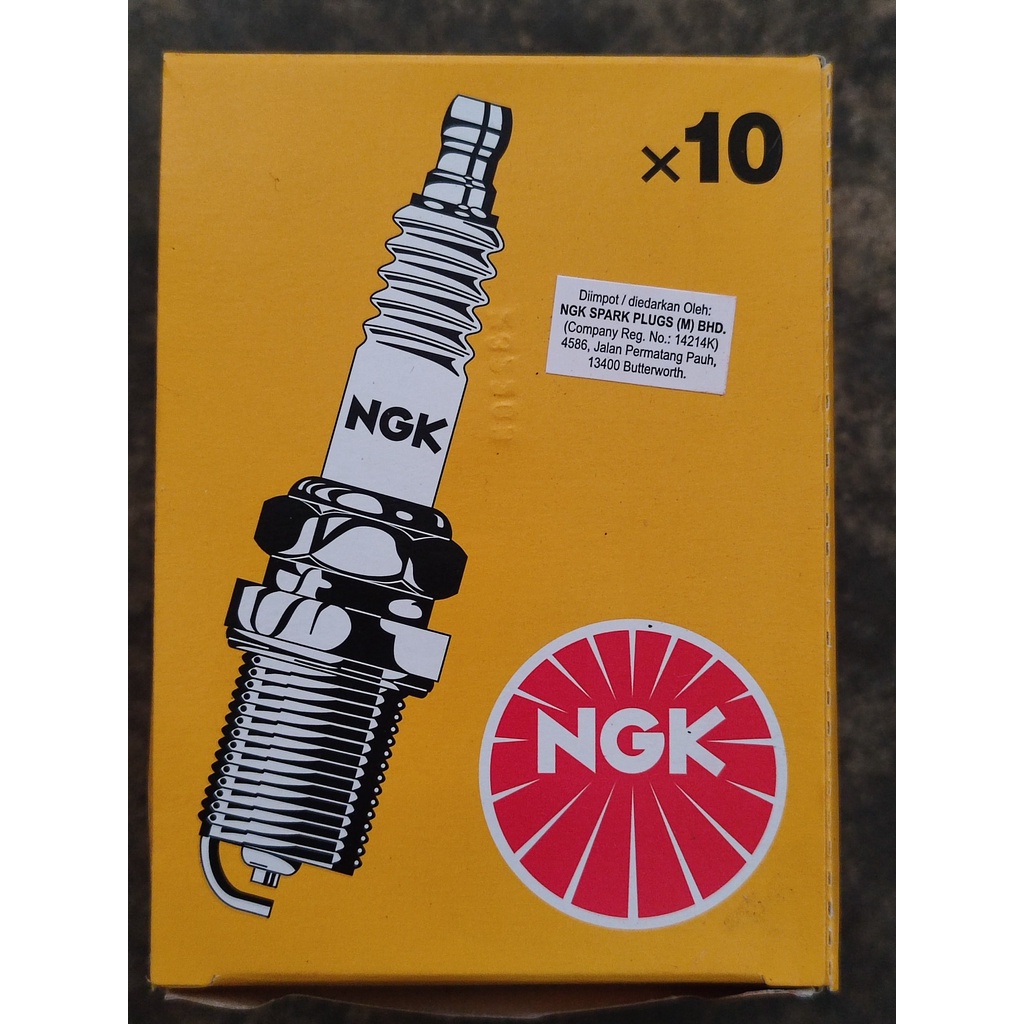 ×10
Diimpot / diedarkan Oleh:
NGK SPARK PLUGS (M) BHD.
(Company Reg. No.: 14214K)
4586, Jalan Permatang Pauh,
13400 Butterworth.
NGK
NGK